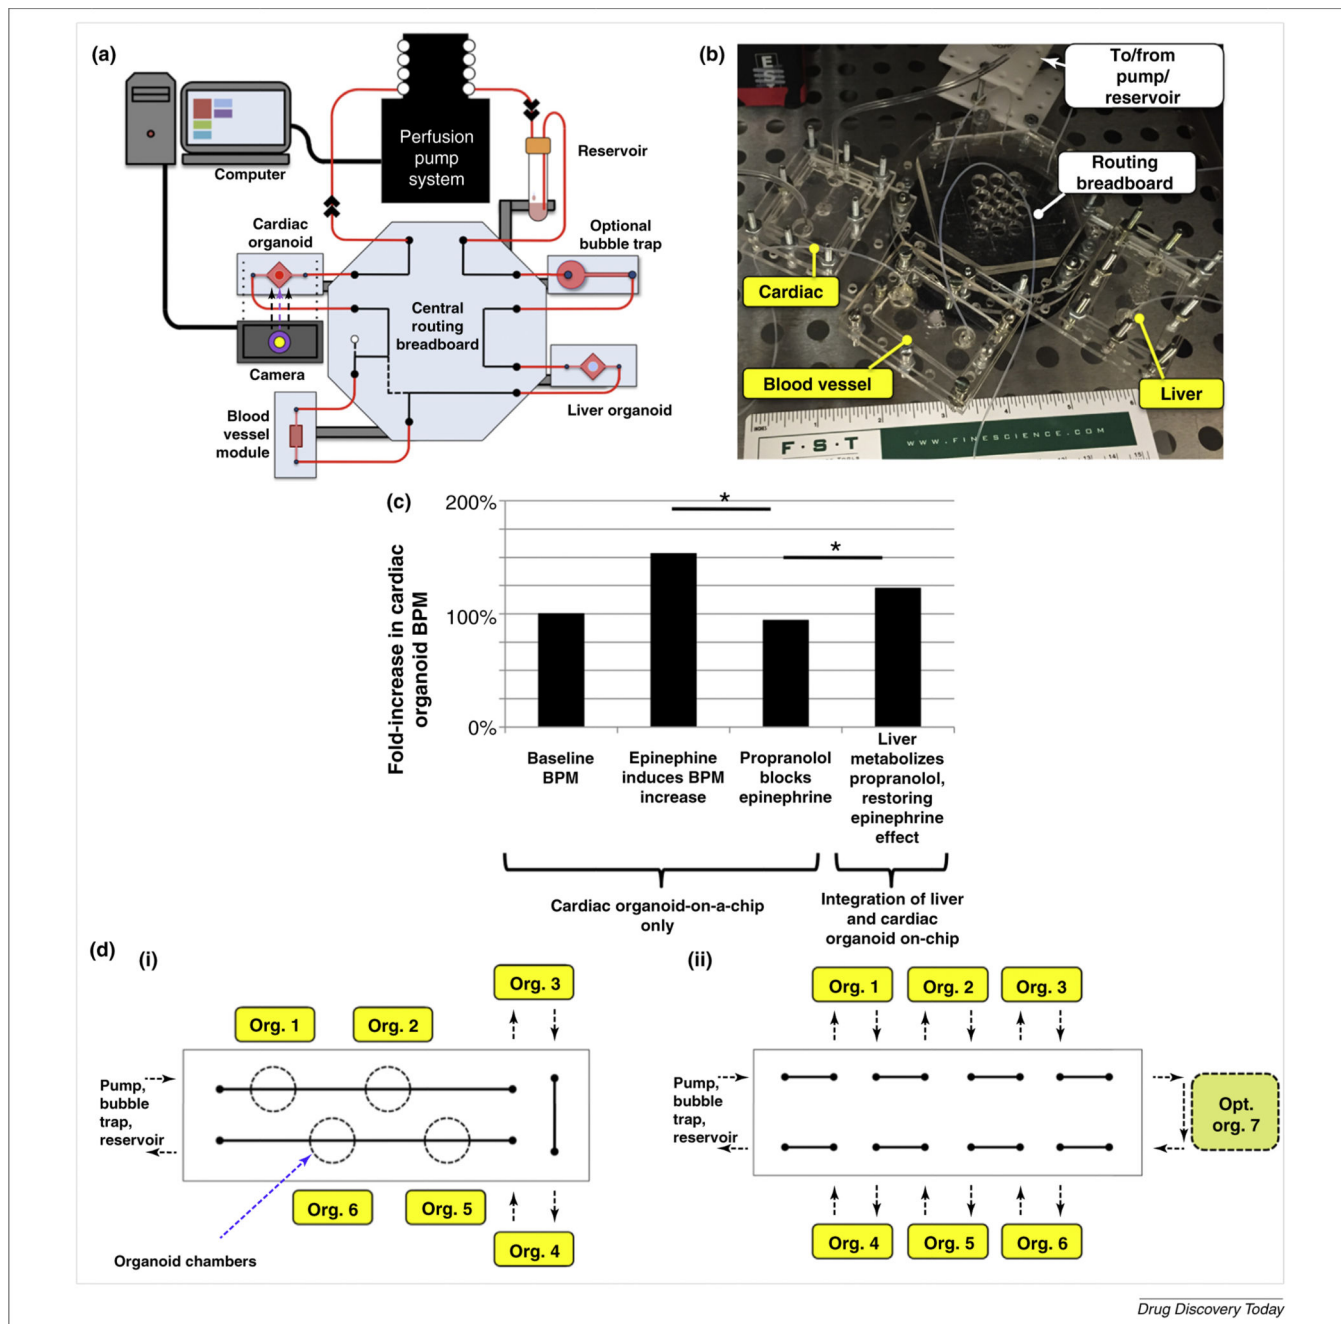 (a)
Computer
Perfusion
pump
system
Reservoir
Cardiac
organoid
Optional
bubble trap
Central
routing
breadboard
Camera
Blood
vessel
module
Liver organoid
(b)
To/from
pump/
reservoir
Routing
breadboard
Cardiac
Blood vessel
Liver
F·S·T
WWW.FINESCIENCE.COM
(c)
Fold-increase in cardiac
organoid BPM
200%
100%
0%
*
*
Baseline
BPM
Epinephine
induces BPM
increase
Propranolol
blocks
epinephrine
Liver
metabolizes
propranolol,
restoring
epinephrine
effect
Cardiac organoid-on-a-chip
only
Integration of liver
and cardiac
organoid on-chip
(d)
(i)
Org. 1
Org. 2
Org. 3
Pump,
bubble
trap,
reservoir
Org. 6
Org. 5
Org. 4
Organoid chambers
(ii)
Org. 1
Org. 2
Org. 3
Pump,
bubble
trap,
reservoir
Opt.
org. 7
Org. 4
Org. 5
Org. 6
Drug Discovery Today